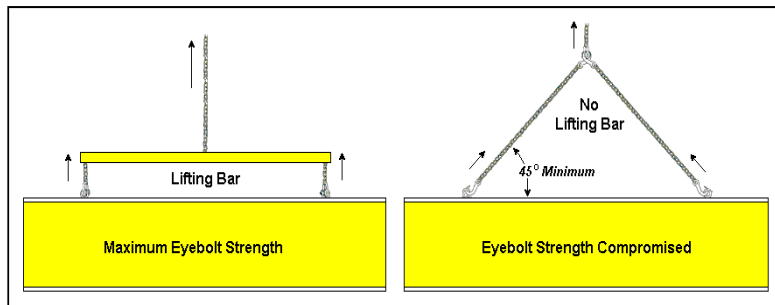 Lifting Bar
Maximum Eyebolt Strength
No
Lifting Bar
45° Minimum
Eyebolt Strength Compromised